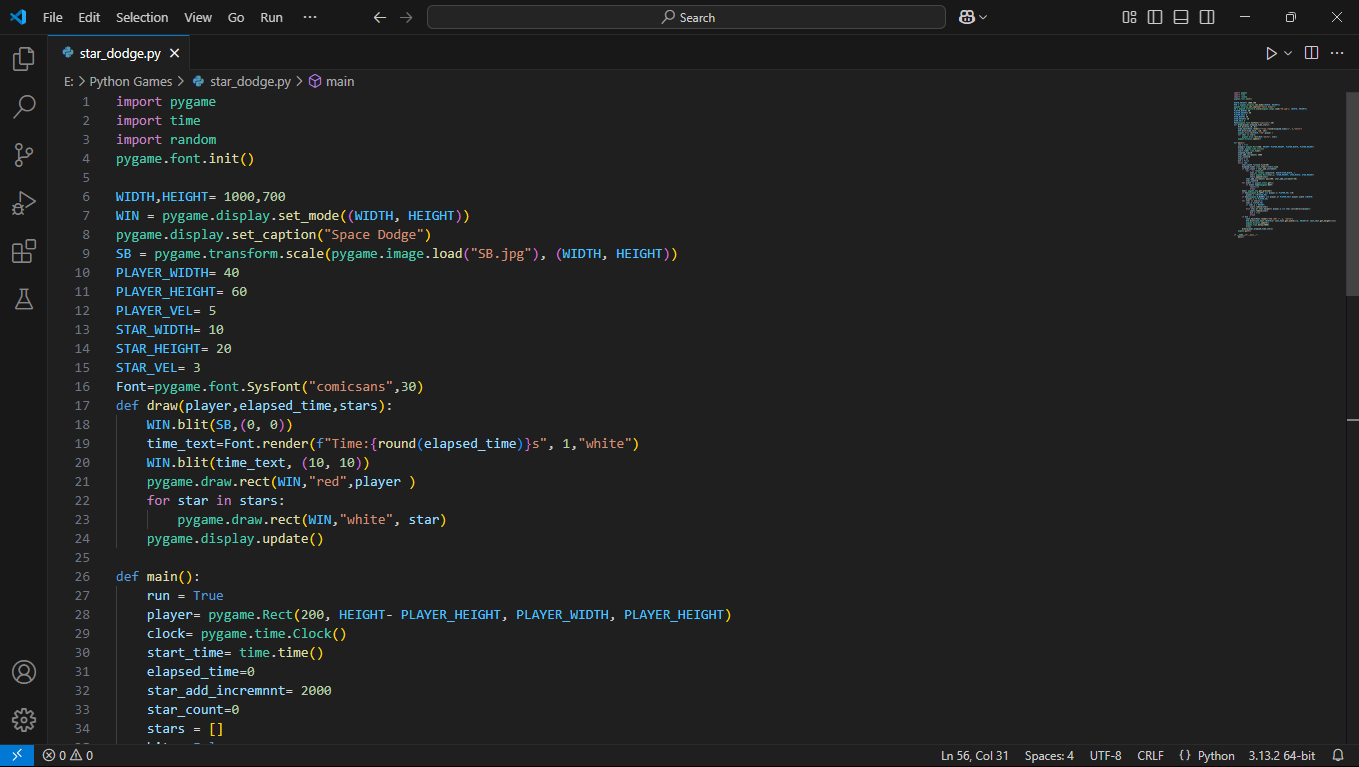 File Edit Selection View Go Run ··· Search
star_dodge.py
E: > Python Games > star_dodge.py > main
1 import pygame
2 import time
3 import random
4 pygame.font.init()
5
6 WIDTH,HEIGHT= 1000,700
7 WIN = pygame.display.set_mode((WIDTH, HEIGHT))
8 pygame.display.set_caption("Space Dodge")
9 SB = pygame.transform.scale(pygame.image.load("SB.jpg"), (WIDTH, HEIGHT))
10 PLAYER_WIDTH= 40
11 PLAYER_HEIGHT= 60
12 PLAYER_VEL= 5
13 STAR_WIDTH= 10
14 STAR_HEIGHT= 20
15 STAR_VEL= 3
16 Font=pygame.font.SysFont("comicsans",30)
17 def draw(player,elapsed_time,stars):
18     WIN.blit(SB,(0, 0))
19     time_text=Font.render(f"Time:{round(elapsed_time)}s", 1,"white")
20     WIN.blit(time_text, (10, 10))
21     pygame.draw.rect(WIN,"red",player )
22     for star in stars:
23         pygame.draw.rect(WIN,"white", star)
24     pygame.display.update()
25
26 def main():
27     run = True
28     player= pygame.Rect(200, HEIGHT- PLAYER_HEIGHT, PLAYER_WIDTH, PLAYER_HEIGHT)
29     clock= pygame.time.Clock()
30     start_time= time.time()
31     elapsed_time=0
32     star_add_incremnnt= 2000
33     star_count=0
34     stars = []
0 0 Ln 56, Col 31 Spaces: 4 UTF-8 CRLF {} Python 3.13.2 64-bit